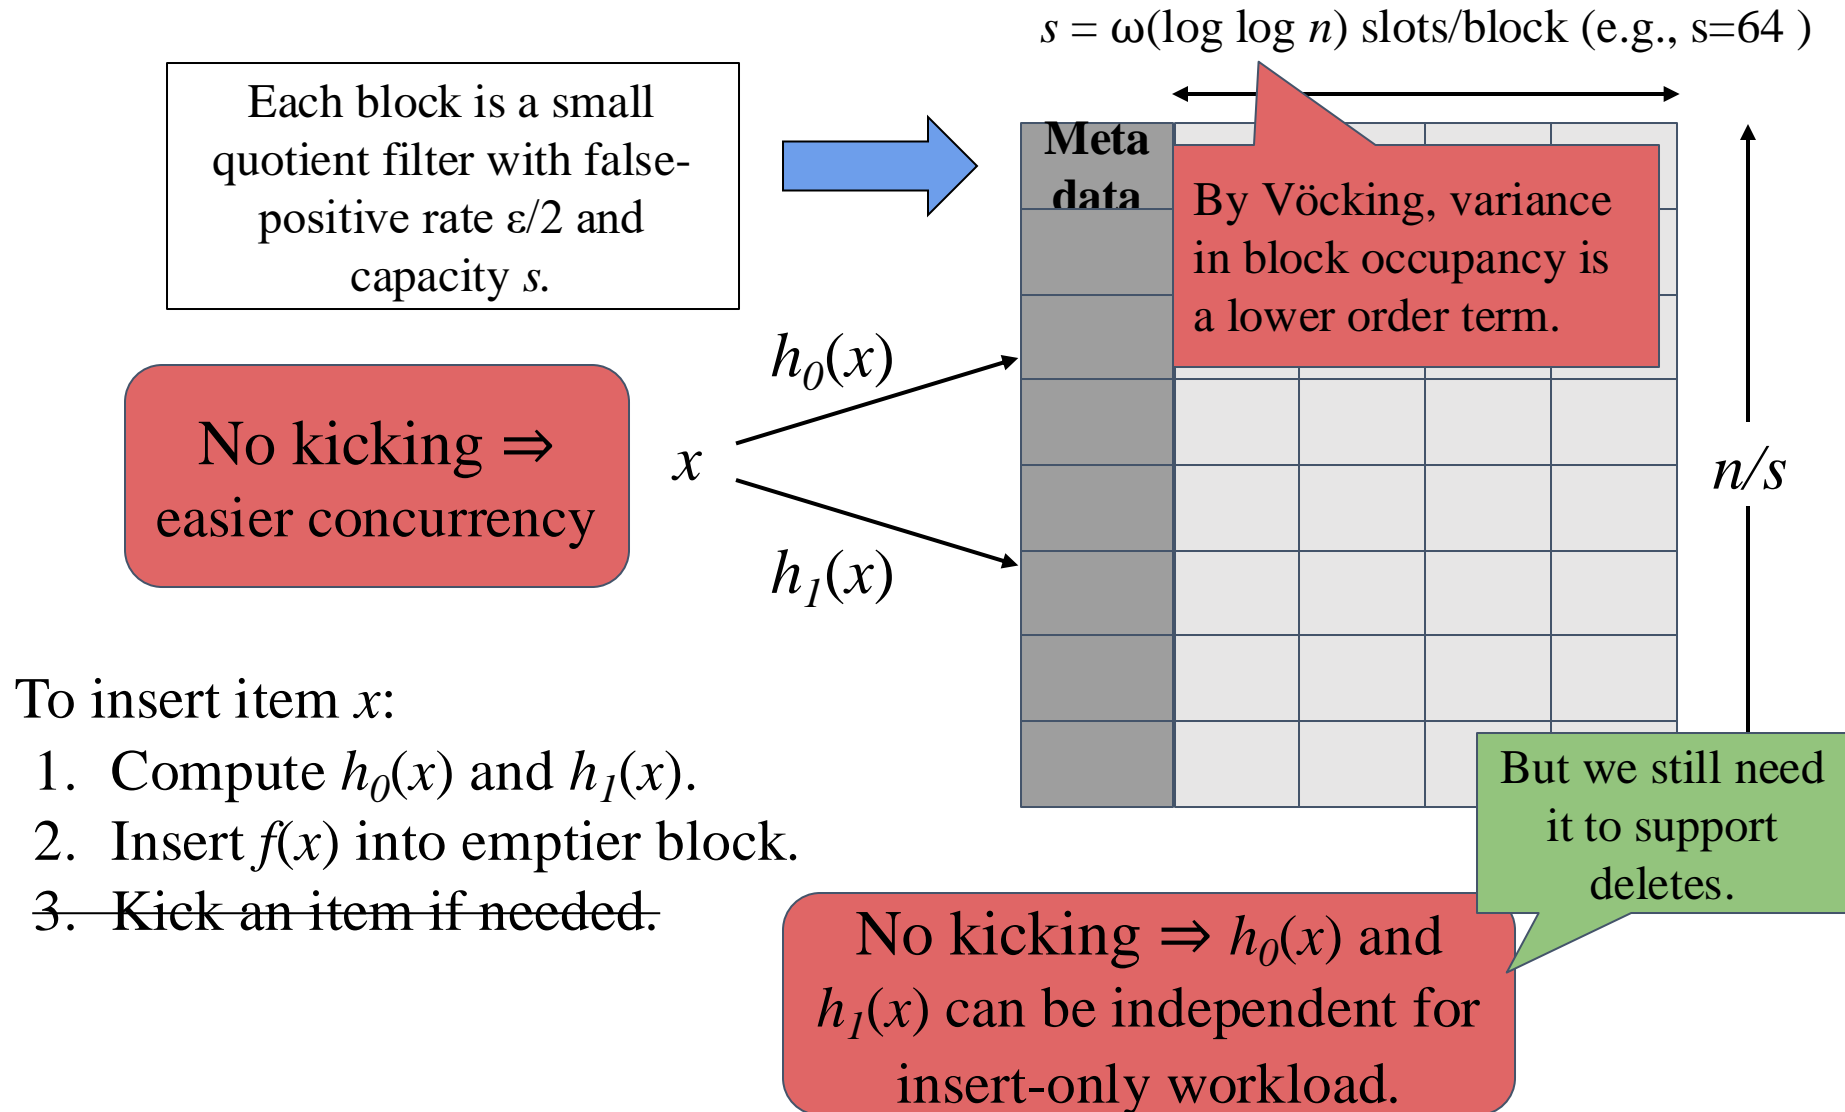 s = ω(log log n) slots/block (e.g., s=64 )
Each block is a small
quotient filter with false-
positive rate ε/2 and
capacity s.
Meta
data
By Vöcking, variance
in block occupancy is
a lower order term.
h₀(x)
No kicking ⇒
easier concurrency
x
n/s
h₁(x)
To insert item x:
1. Compute h₀(x) and h₁(x).
2. Insert f(x) into emptier block.
3. Kick an item if needed.
But we still need
it to support
deletes.
No kicking ⇒ h₀(x) and
h₁(x) can be independent for
insert-only workload.